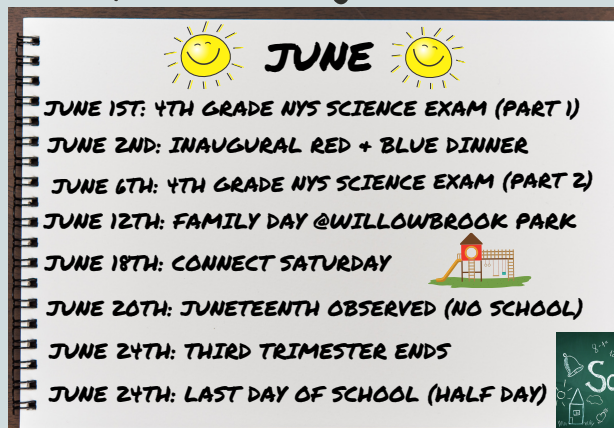 JUNE
JUNE 1ST: 4TH GRADE NYS SCIENCE EXAM (PART 1)
JUNE 2ND: INAUGURAL RED + BLUE DINNER
JUNE 6TH: 4TH GRADE NYS SCIENCE EXAM (PART 2)
JUNE 12TH: FAMILY DAY @WILLOWBROOK PARK
JUNE 18TH: CONNECT SATURDAY
JUNE 20TH: JUNETEENTH OBSERVED (NO SCHOOL)
JUNE 24TH: THIRD TRIMESTER ENDS
JUNE 24TH: LAST DAY OF SCHOOL (HALF DAY)